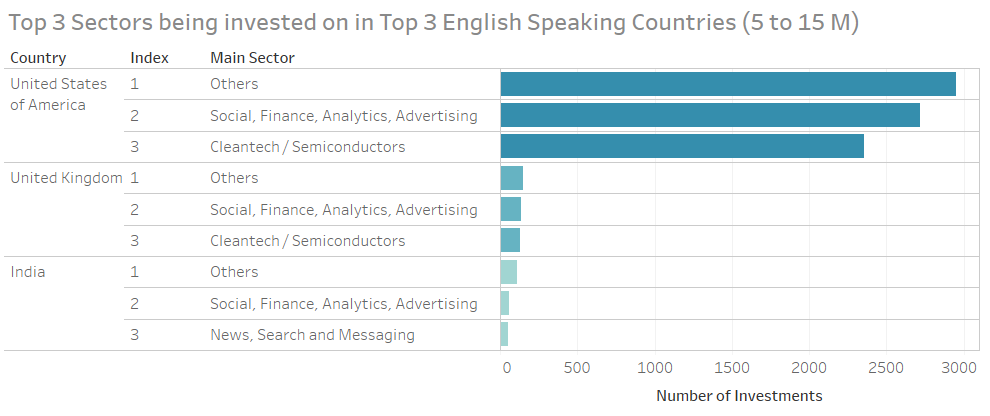 Top 3 Sectors being invested on in Top 3 English Speaking Countries (5 to 15 M)
Country Index Main Sector
United States of America 1 Others
2 Social, Finance, Analytics, Advertising
3 Cleantech / Semiconductors
United Kingdom 1 Others
2 Social, Finance, Analytics, Advertising
3 Cleantech / Semiconductors
India 1 Others
2 Social, Finance, Analytics, Advertising
3 News, Search and Messaging
0 500 1000 1500 2000 2500 3000
Number of Investments